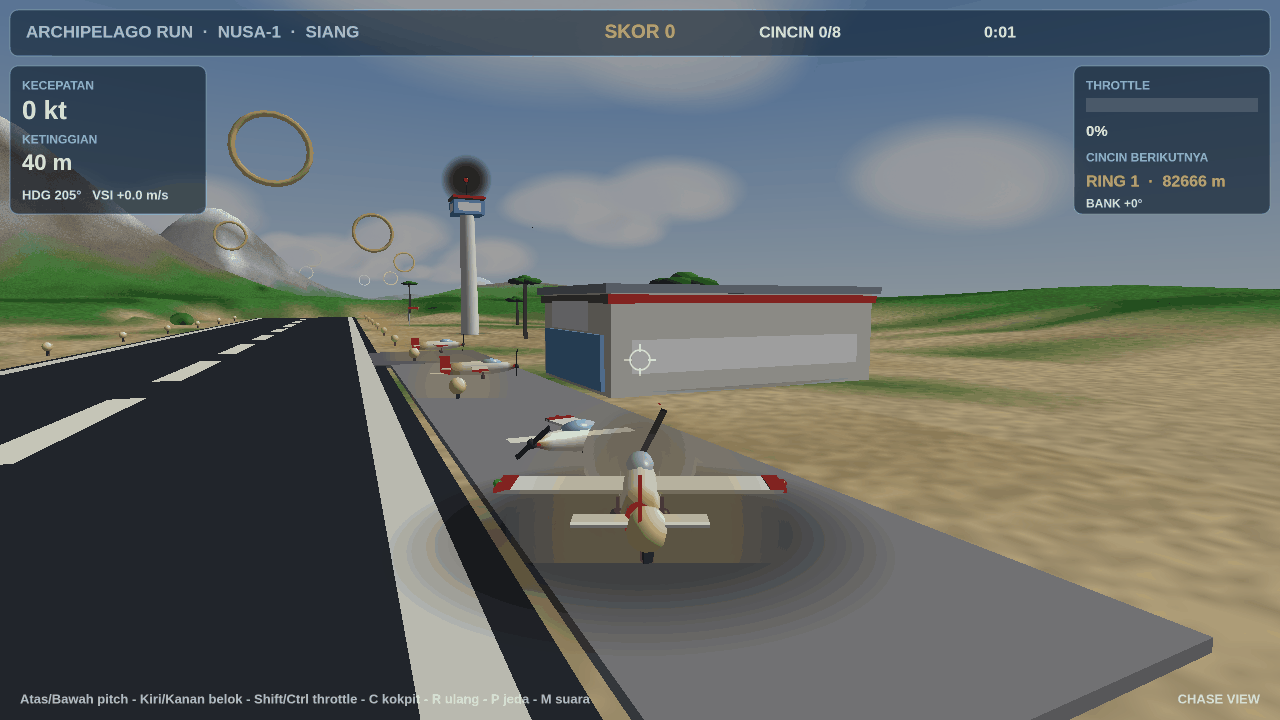 ARCHIPELAGO RUN · NUSA-1 · SIANG
SKOR 0
CINCIN 0/8
0:01
KECEPATAN
0 kt
KETINGGIAN
40 m
HDG 205° VSI +0.0 m/s
THROTTLE
0%
CINCIN BERIKUTNYA
RING 1 · 82666 m
BANK +0°
Atas/Bawah pitch - Kiri/Kanan belok - Shift/Ctrl throttle - C kokpit - R ulang - P jeda - M suara
CHASE VIEW